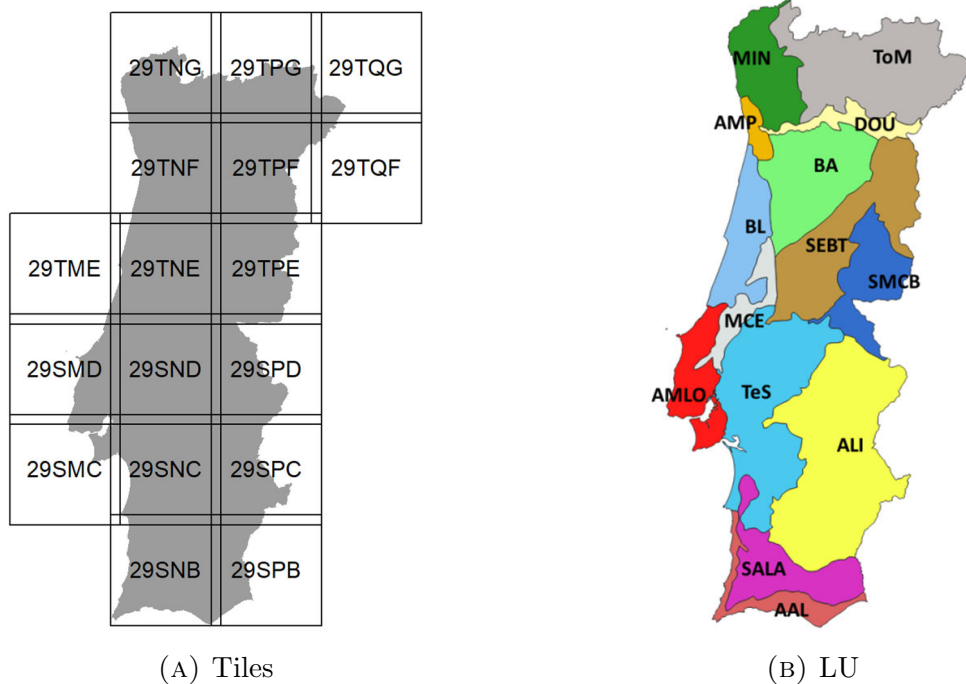 29TNG 29TPG 29TQG
29TNF 29TPF 29TQF
29TME 29TNE 29TPE
29SMD 29SND 29SPD
29SMC 29SNC 29SPC
29SNB 29SPB
(A) Tiles
MIN ToM
AMP DOU
BA
BL
SEBT
SMCB
MCE
AMLO TeS
ALI
SALA
AAL
(B) LU